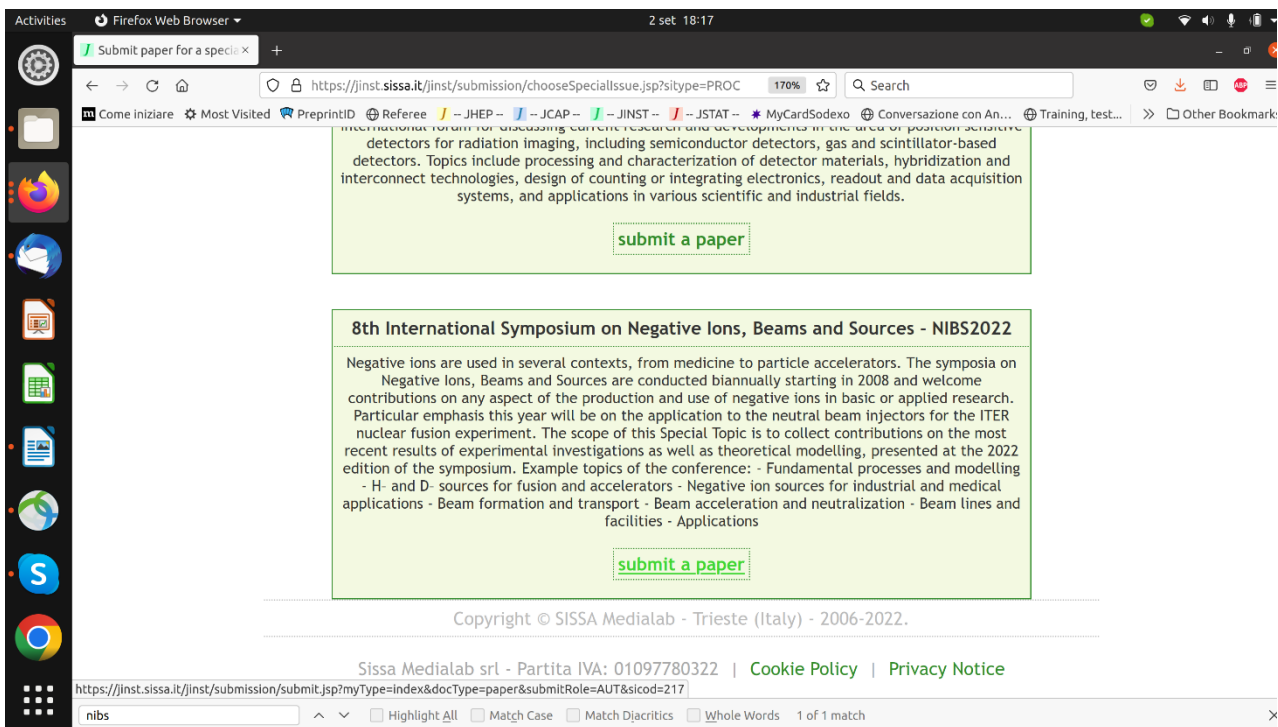 Activities Firefox Web Browser 2 set 18:17
Submit paper for a specia
https://jinst.sissa.it/jinst/submission/chooseSpecialIssue.jsp?sitype=PROC 170% Search
Come iniziare Most Visited PreprintID Referee -- JHEP -- -- JCAP -- -- JINST -- -- JSTAT -- MyCardSodexo Conversazione con An... Training, test... Other Bookmarks
international forum for discussing current research and developments in the area of position sensitive
detectors for radiation imaging, including semiconductor detectors, gas and scintillator-based
detectors. Topics include processing and characterization of detector materials, hybridization and
interconnect technologies, design of counting or integrating electronics, readout and data acquisition
systems, and applications in various scientific and industrial fields.
submit a paper
8th International Symposium on Negative Ions, Beams and Sources - NIBS2022
Negative ions are used in several contexts, from medicine to particle accelerators. The symposia on
Negative Ions, Beams and Sources are conducted biannually starting in 2008 and welcome
contributions on any aspect of the production and use of negative ions in basic or applied research.
Particular emphasis this year will be on the application to the neutral beam injectors for the ITER
nuclear fusion experiment. The scope of this Special Topic is to collect contributions on the most
recent results of experimental investigations as well as theoretical modelling, presented at the 2022
edition of the symposium. Example topics of the conference: - Fundamental processes and modelling
- H- and D- sources for fusion and accelerators - Negative ion sources for industrial and medical
applications - Beam formation and transport - Beam acceleration and neutralization - Beam lines and
facilities - Applications
submit a paper
Copyright © SISSA Medialab - Trieste (Italy) - 2006-2022.
Sissa Medialab srl - Partita IVA: 01097780322 | Cookie Policy | Privacy Notice
https://jinst.sissa.it/jinst/submission/submit.jsp?myType=index&docType=paper&submitRole=AUT&sicod=217
nibs Highlight All Match Case Match Diacritics Whole Words 1 of 1 match